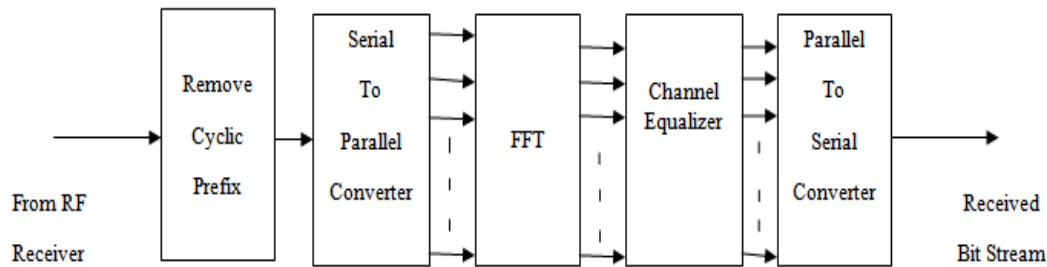 From RF
Receiver
Remove
Cyclic
Prefix
Serial
To
Parallel
Converter
FFT
Channel
Equalizer
Parallel
To
Serial
Converter
Received
Bit Stream